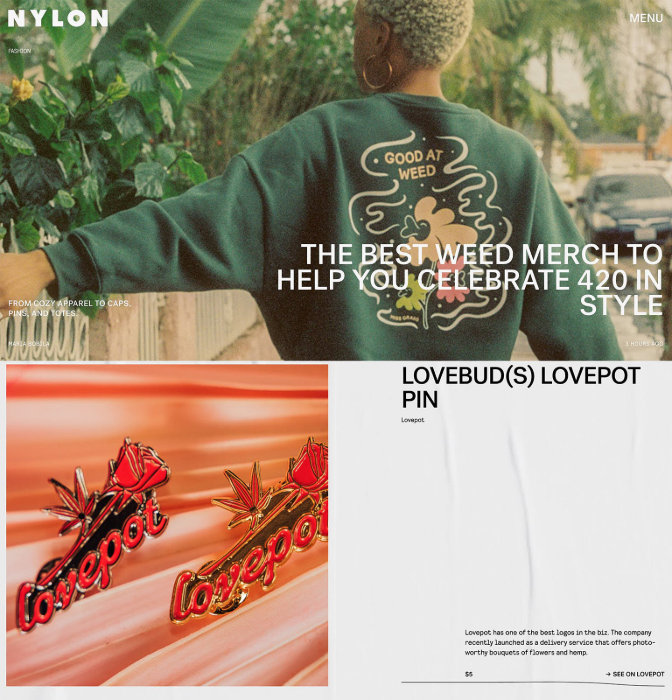 NYLON
MENU
FASHION
GOOD AT
WEED
THE BEST WEED MERCH TO
HELP YOU CELEBRATE 420 IN
STYLE
FROM COZY APPAREL TO CAPS,
PINS, AND TOTES.
HOURS AGO
LOVEBUD(S) LOVEPOT
PIN
Lovepot
lovepot
lovepot
Lovepot has one of the best logos in the biz. The company
recently launched as a delivery service that offers photo-
worthy bouquets of flowers and hemp.
$5
→ SEE ON LOVEPOT